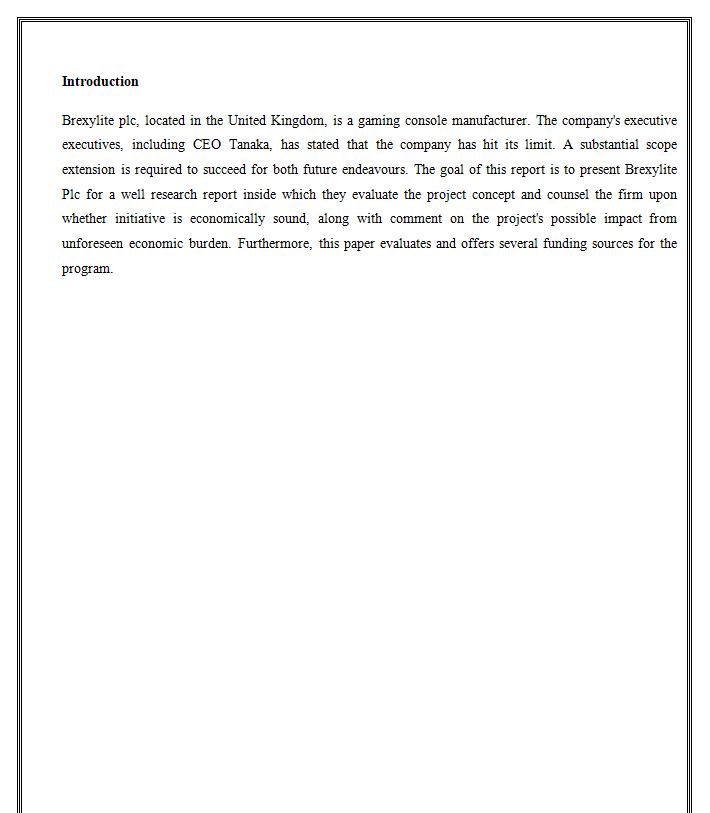 Introduction
Brexylite plc, located in the United Kingdom, is a gaming console manufacturer. The company's executive
executives, including CEO Tanaka, has stated that the company has hit its limit. A substantial scope
extension is required to succeed for both future endeavours. The goal of this report is to present Brexylite
Plc for a well research report inside which they evaluate the project concept and counsel the firm upon
whether initiative is economically sound, along with comment on the project's possible impact from
unforeseen economic burden. Furthermore, this paper evaluates and offers several funding sources for the
program.